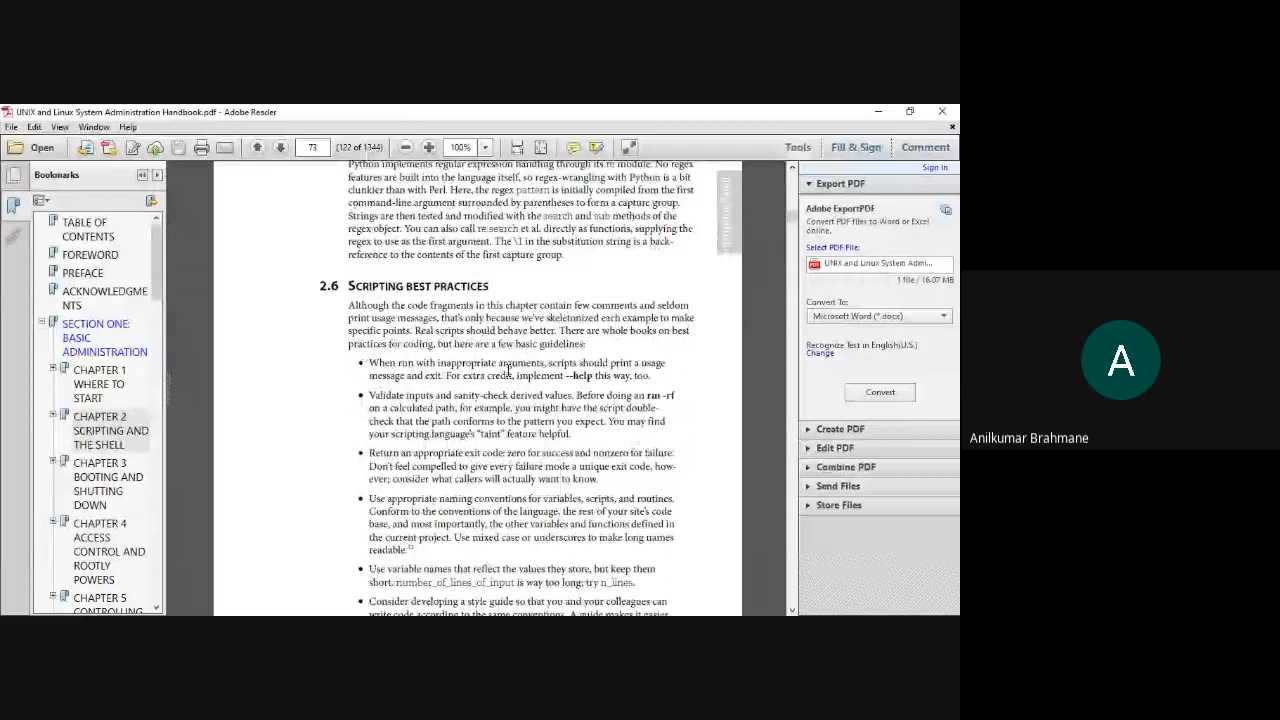 UNIX and Linux System Administration Handbook.pdf - Adobe Reader
File Edit View Window Help
Open 73 (122 of 1344) 100% Tools Fill & Sign Comment
Bookmarks
TABLE OF
CONTENTS
FOREWORD
PREFACE
ACKNOWLEDGME
NTS
SECTION ONE:
BASIC
ADMINISTRATION
CHAPTER 1
WHERE TO
START
CHAPTER 2
SCRIPTING AND
THE SHELL
CHAPTER 3
BOOTING AND
SHUTTING
DOWN
CHAPTER 4
ACCESS
CONTROL AND
ROOTLY
POWERS
CHAPTER 5
CONTROLLING
Python implements regular expression handling through its re module. No regex
features are built into the language itself, so regex-wrangling with Python is a bit
clunkier than with Perl. Here, the regex pattern is initially compiled from the first
command-line argument surrounded by parentheses to form a capture group.
Strings are then tested and modified with the search and sub methods of the
regex object. You can also call re.search et al. directly as functions, supplying the
regex to use as the first argument. The \1 in the substitution string is a back-
reference to the contents of the first capture group.
2.6 SCRIPTING BEST PRACTICES
Although the code fragments in this chapter contain few comments and seldom
print usage messages, that's only because we've skeletonized each example to make
specific points. Real scripts should behave better. There are whole books on best
practices for coding, but here are a few basic guidelines:
• When run with inappropriate arguments, scripts should print a usage
message and exit. For extra credit, implement --help this way, too.
• Validate inputs and sanity-check derived values. Before doing an rm -rf
on a calculated path, for example, you might have the script double-
check that the path conforms to the pattern you expect. You may find
your scripting language's "taint" feature helpful.
• Return an appropriate exit code: zero for success and nonzero for failure.
Don't feel compelled to give every failure mode a unique exit code, how-
ever; consider what callers will actually want to know.
• Use appropriate naming conventions for variables, scripts, and routines.
Conform to the conventions of the language, the rest of your site's code
base, and most importantly, the other variables and functions defined in
the current project. Use mixed case or underscores to make long names
readable.
• Use variable names that reflect the values they store, but keep them
short. number_of_lines_of_input is way too long; try n_lines.
• Consider developing a style guide so that you and your colleagues can
write code according to the same conventions. A guide makes it easier
Sign In
Export PDF
Adobe ExportPDF
Convert PDF files to Word or Excel
online.
Select PDF File:
UNIX and Linux System Admi...
1 file / 16.07 MB
Convert To:
Microsoft Word (*.docx)
Recognize Text in English(U.S.)
Change
Convert
Create PDF
Edit PDF
Combine PDF
Send Files
Store Files
A
Anilkumar Brahmane